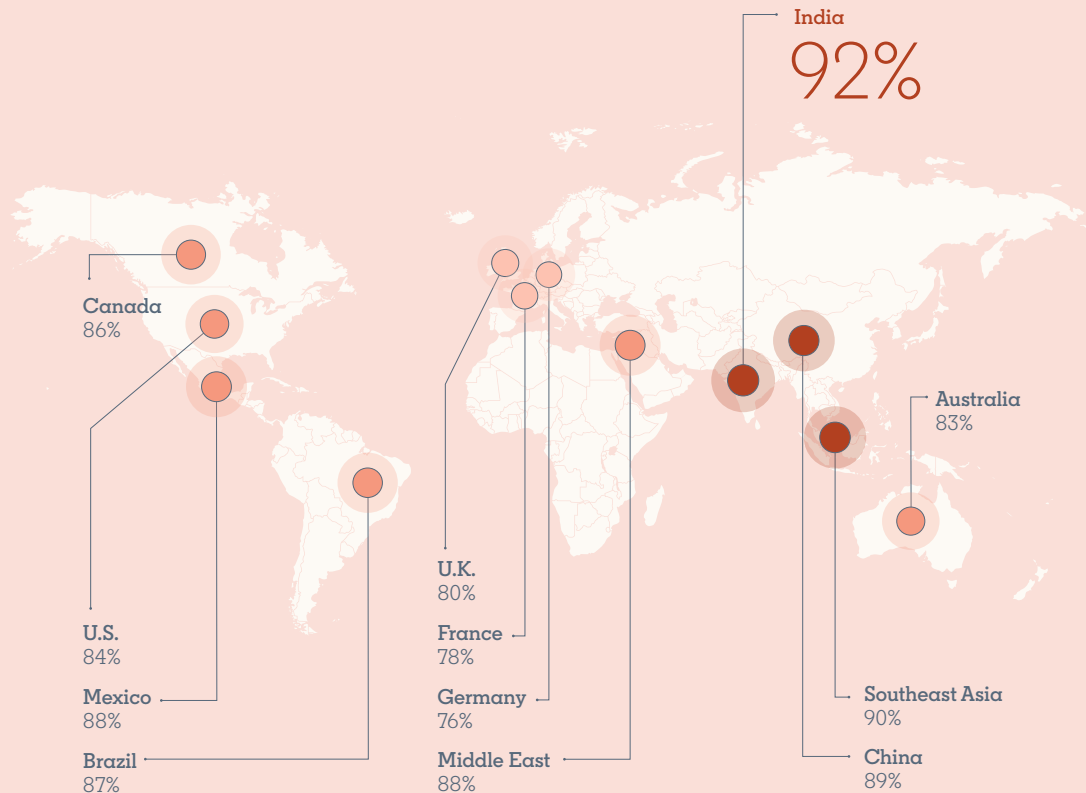 India
92%
Canada
86%
Australia
83%
U.K.
80%
U.S.
84%
France
78%
Mexico
88%
Germany
76%
Southeast Asia
90%
Brazil
87%
Middle East
88%
China
89%